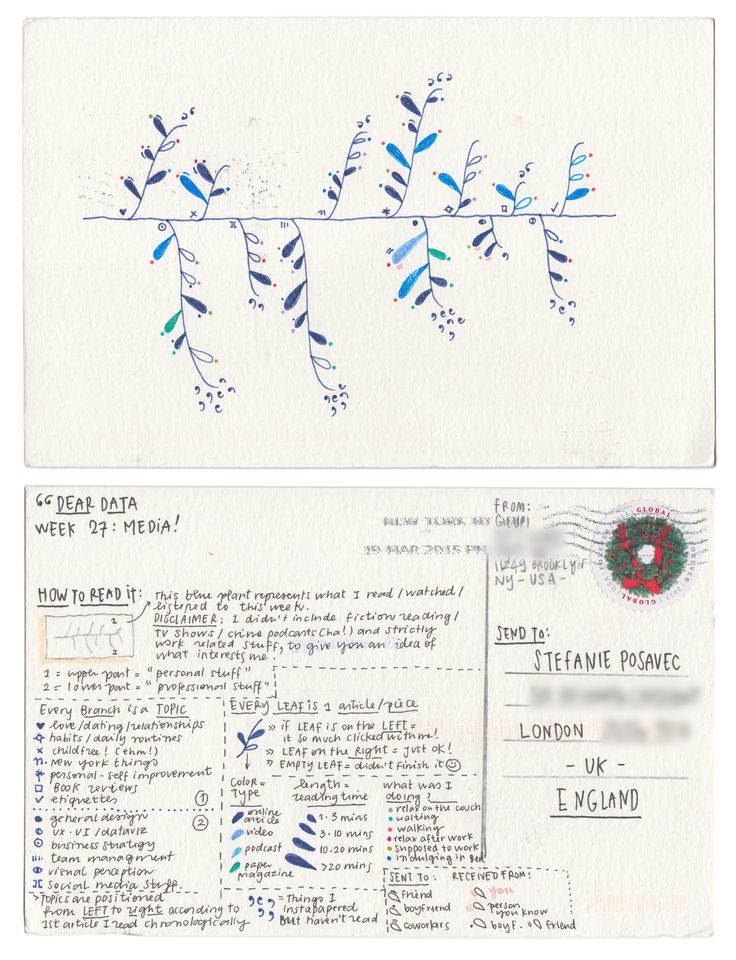 “ DEAR DATA
WEEK 27: MEDIA!
NEW YORK NY
19 MAR 2015 PM
FROM:
GIEUPI
11249 BROOKLYN
NY - USA -
GLOBAL
FOREVER 2013
GLOBAL
SEND TO:
STEFANIE POSAVEC
LONDON
- UK -
ENGLAND
HOW TO READ IT:
This blue plant represents what I read / watched /
listened to this week.
DISCLAIMER: I didn't include fiction reading /
TV shows / crime podcasts (ha!) and strictly
work related stuff, to give you an idea of
what interests me.
1
2
1 = upper part = "personal stuff"
2 = lower part = "professional stuff"
Every Branch is a TOPIC
love/dating/relationships
habits / daily routines
childfree! (ehm!)
New York things
personal-self improvement
Book reviews
etiquettes
1
general design
UX-UI / dataviz
business strategy
team managment
visual perception
social media stuff
2
> Topics are positioned
from LEFT to right according to
1st article I read chronologically
EVERY LEAF is 1 article/piece
>> if LEAF is on the LEFT =
it so much clicked with me!
>> LEAF on the Right = just ok!
>> EMPTY LEAF = didn't finish it
COLOR =
Type
online
article
video
podcast
paper
magazine
length =
reading time
1-3 mins
3-10 mins
10-20 mins
>20 mins
what was I
doing?
relax on the couch
waiting
walking
relax after work
supposed to work
indulging in Bed
= Things I
instapapered
But haven't read
SENT TO:
friend
boyfriend
coworkers
RECEIVED FROM:
you
person
you know
boyf.
friend